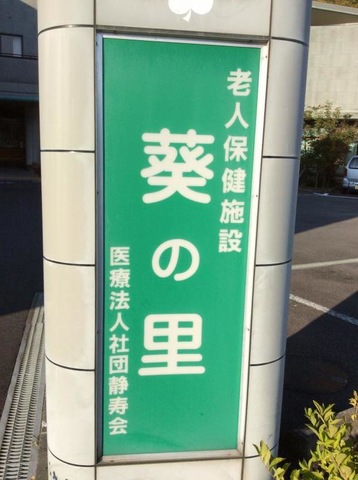 老人保健施設
葵の里
医療法人社団静寿会